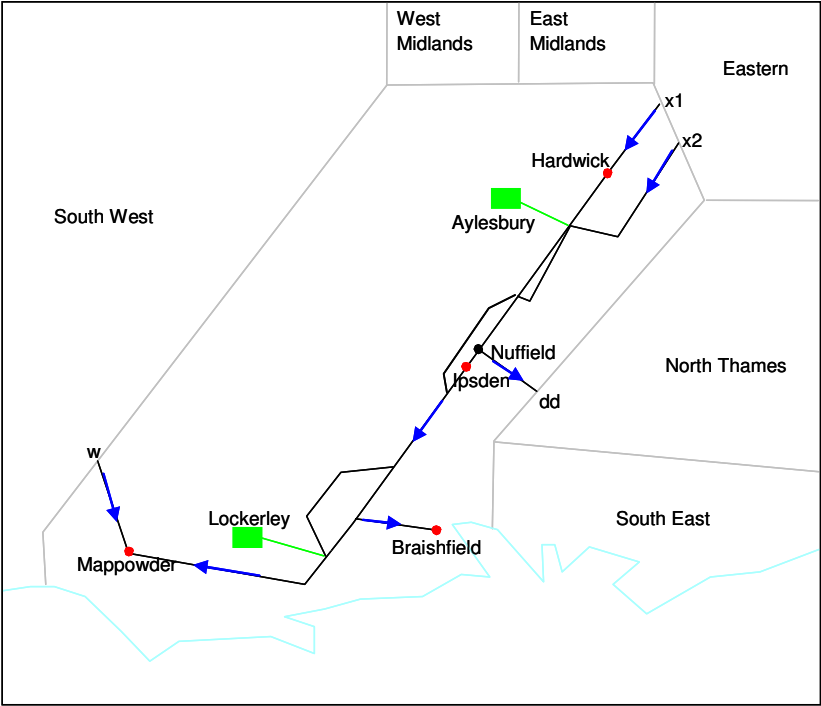 West
Midlands
East
Midlands
Eastern
x1
x2
Hardwick
Aylesbury
South West
Nuffield
Ipsden
North Thames
dd
w
Lockerley
South East
Braishfield
Mappowder